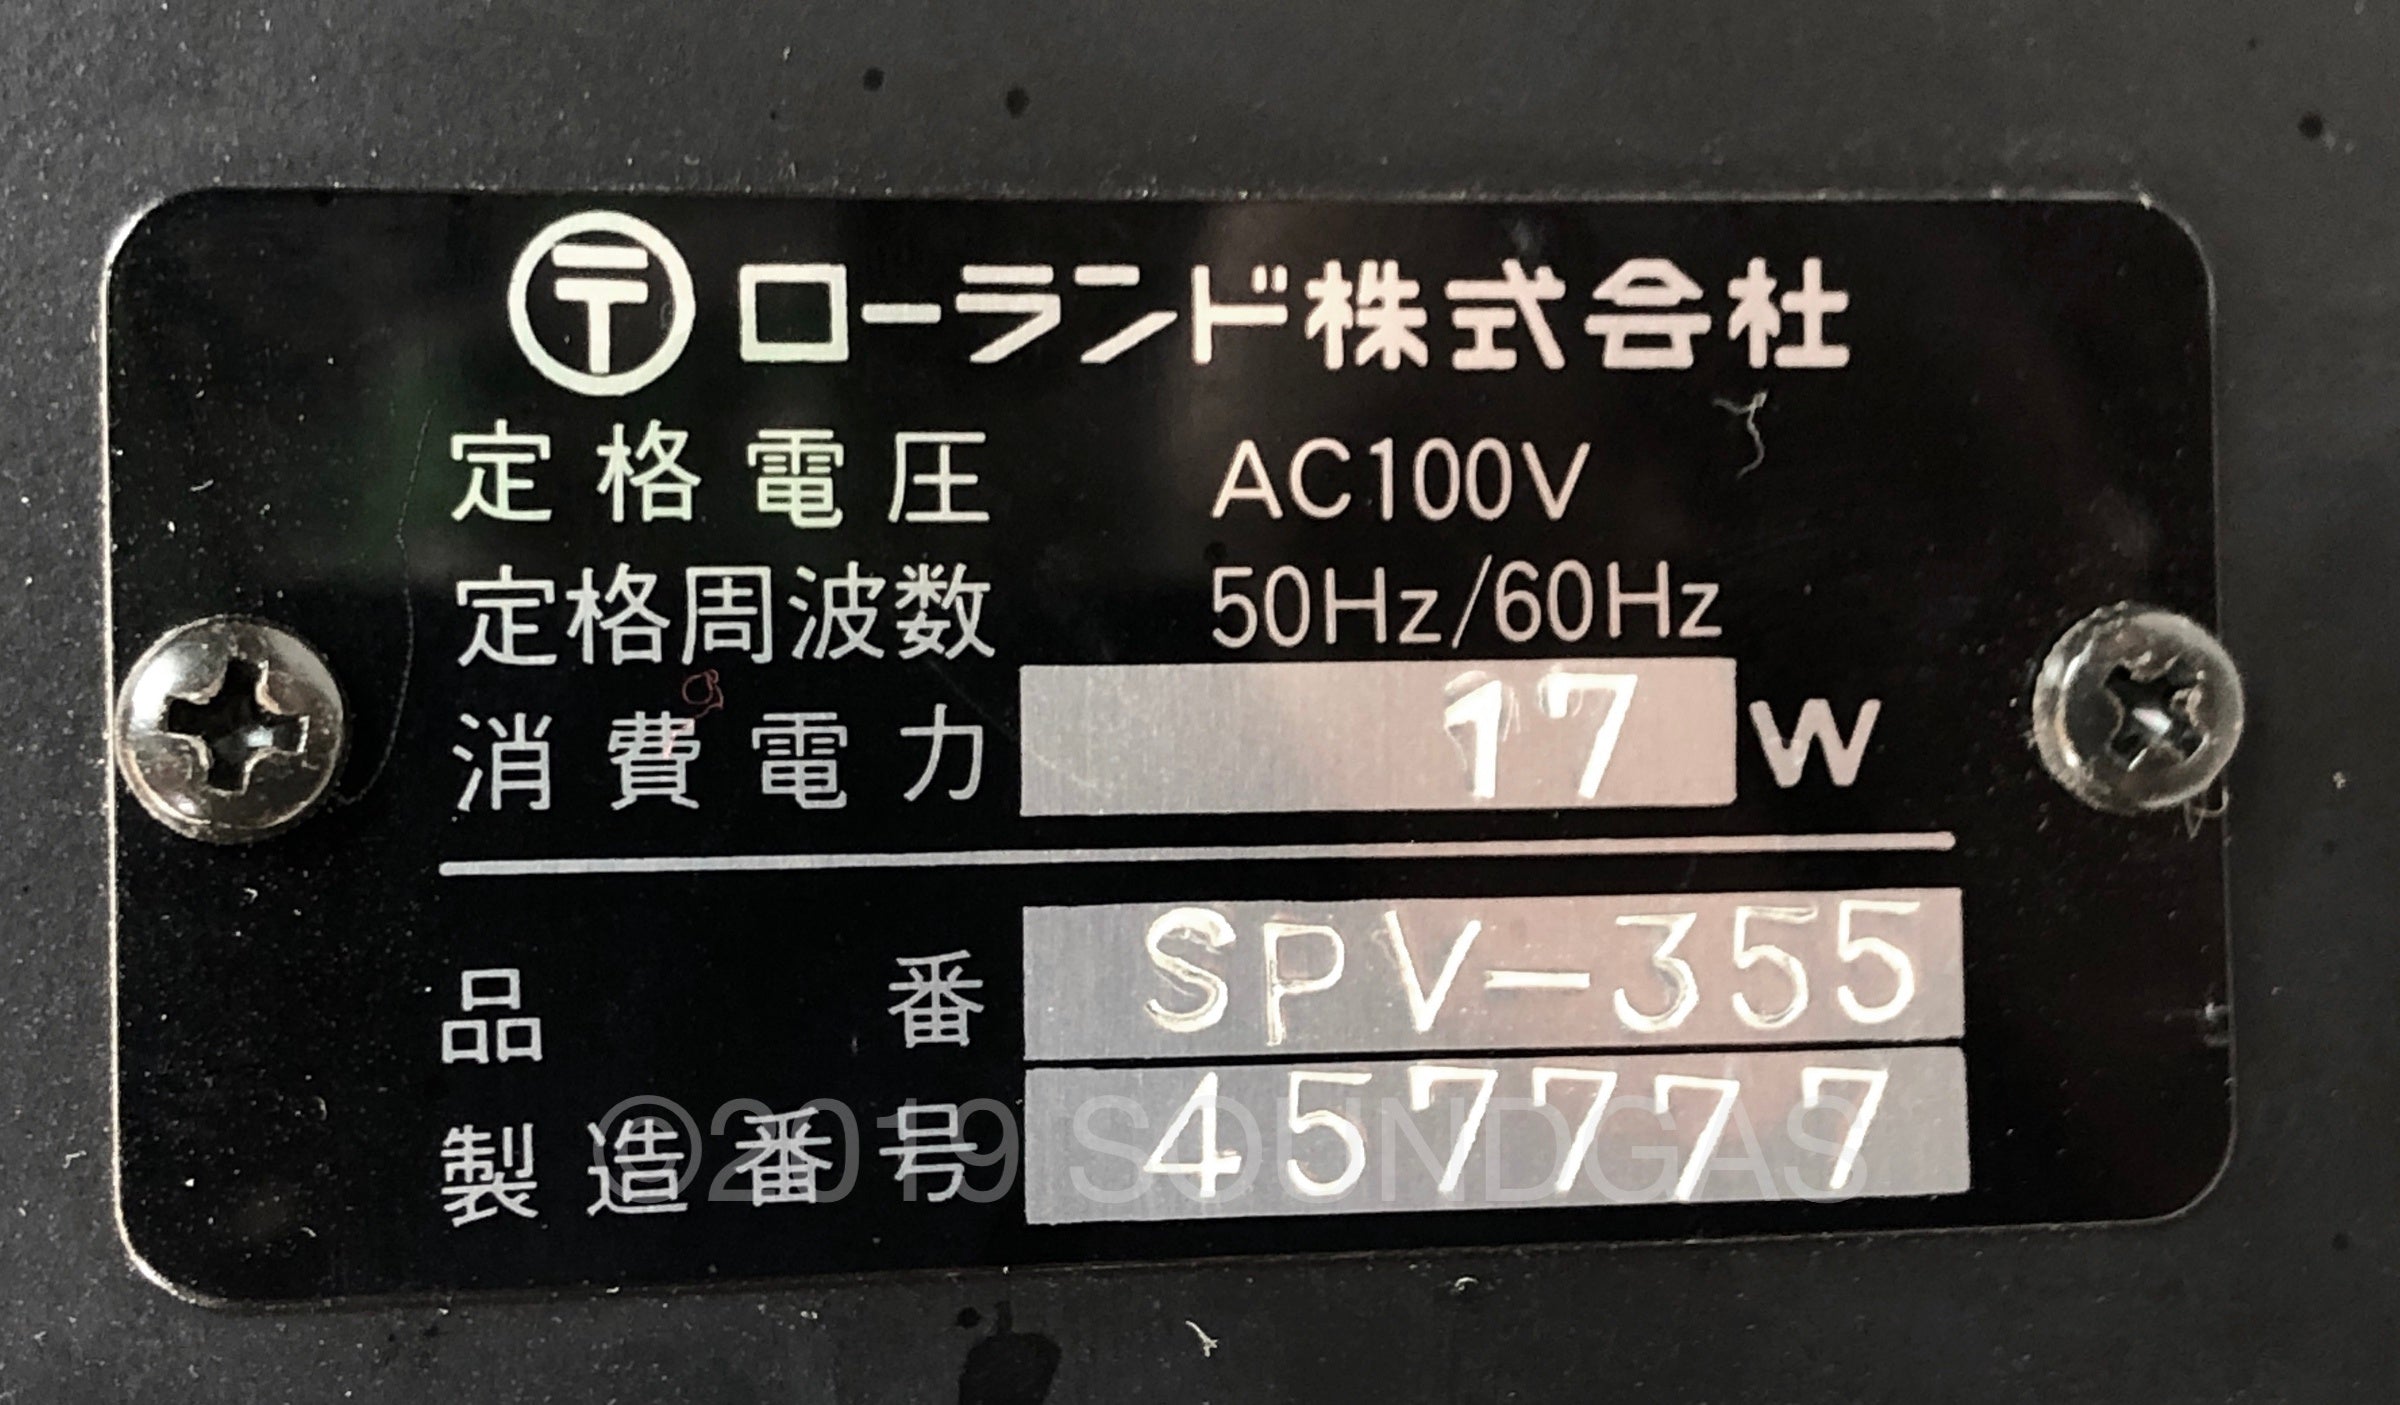 〒 ローランド株式会社
定格電圧 AC100V
定格周波数 50Hz/60Hz
消費電力 17 W
品番 SPV-355
製造番号 457777
©2019 SOUNDGAS